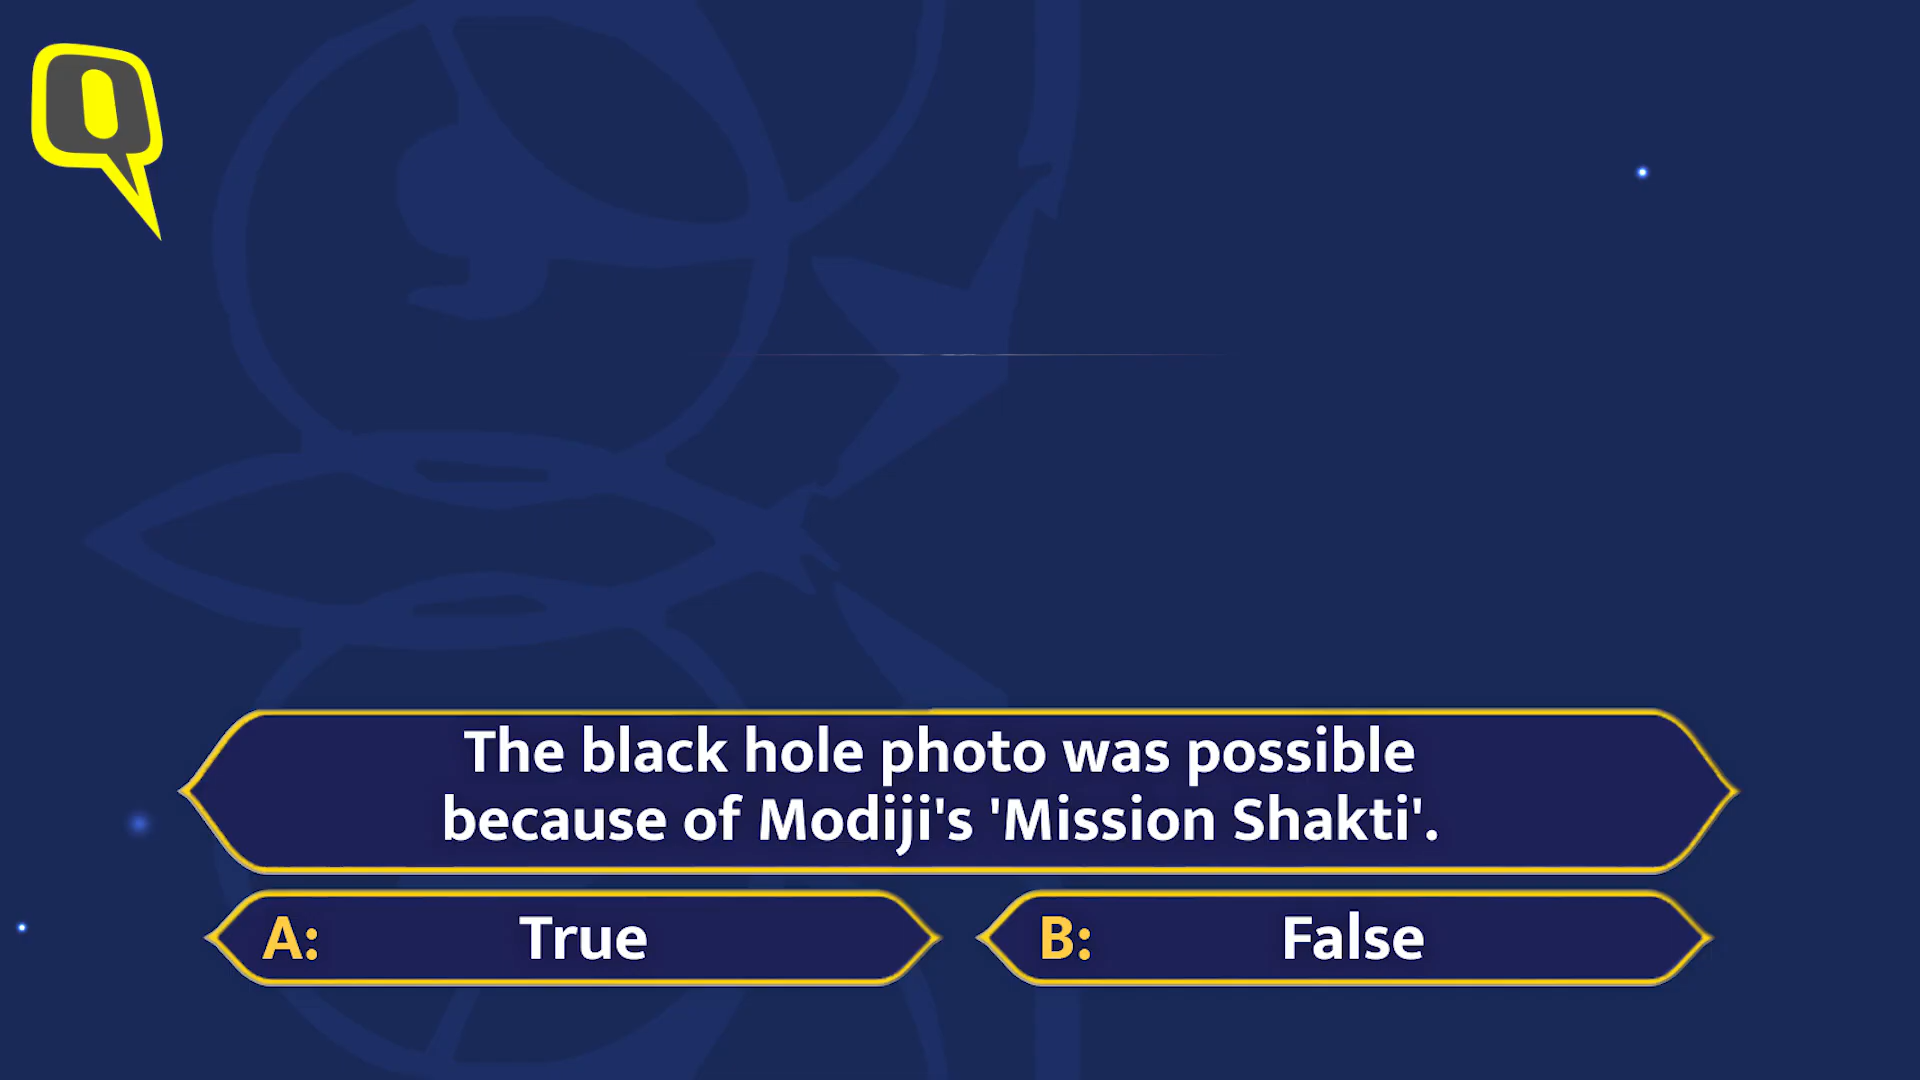 The black hole photo was possible
because of Modiji's 'Mission Shakti'.
A: True
B: False